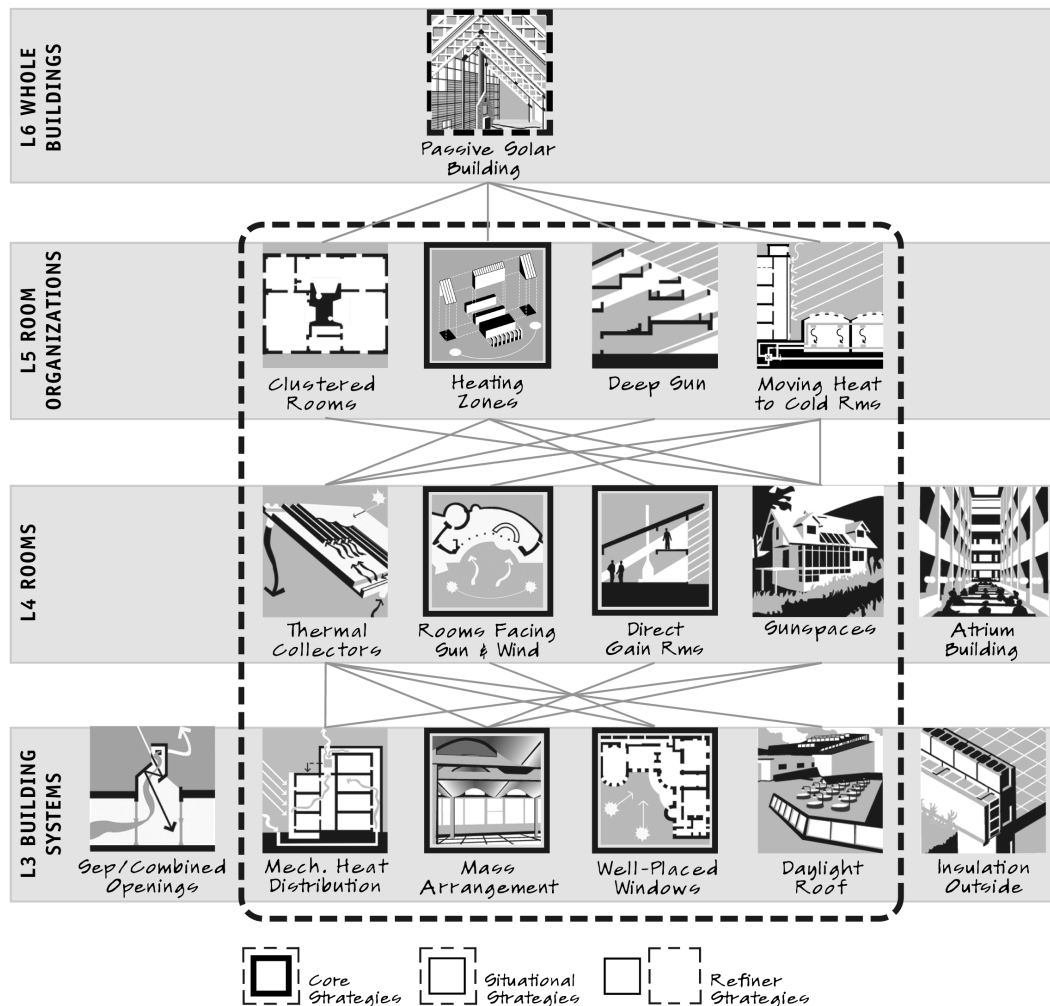 L6 WHOLE
BUILDINGS
Passive Solar
Building
L5 ROOM
ORGANIZATIONS
Clustered
Rooms
Heating
Zones
Deep Sun
Moving Heat
to Cold Rms
L4 ROOMS
Thermal
Collectors
Rooms Facing
Sun & Wind
Direct
Gain Rms
Sunspaces
Atrium
Building
L3 BUILDING
SYSTEMS
Sep/Combined
Openings
Mech. Heat
Distribution
Mass
Arrangement
Well-Placed
Windows
Daylight
Roof
Insulation
Outside
Core
Strategies
Situational
Strategies
Refiner
Strategies